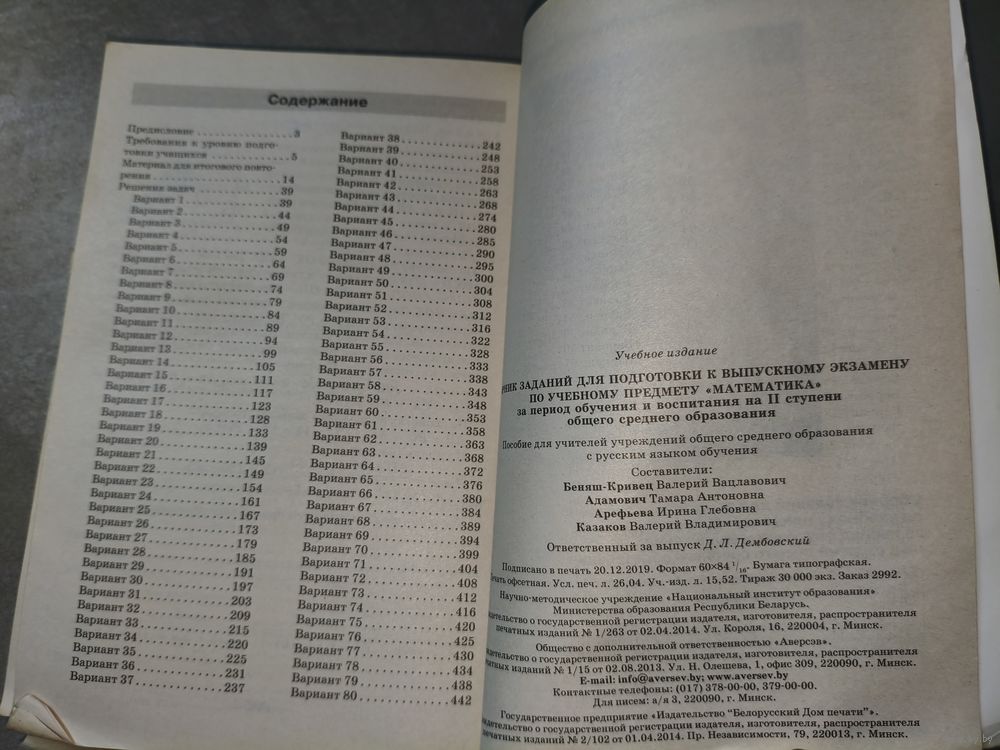 Содержание
Предисловие ............ 3
Требования к уровню подго-
товки учащихся ............ 5
Материал для итогового повто-
рения ............ 14
Решения задач ............ 39
Вариант 1 ............ 39
Вариант 2 ............ 44
Вариант 3 ............ 49
Вариант 4 ............ 54
Вариант 5 ............ 59
Вариант 6 ............ 64
Вариант 7 ............ 69
Вариант 8 ............ 74
Вариант 9 ............ 79
Вариант 10 ............ 84
Вариант 11 ............ 89
Вариант 12 ............ 94
Вариант 13 ............ 99
Вариант 14 ............ 105
Вариант 15 ............ 111
Вариант 16 ............ 117
Вариант 17 ............ 123
Вариант 18 ............ 128
Вариант 19 ............ 133
Вариант 20 ............ 139
Вариант 21 ............ 145
Вариант 22 ............ 149
Вариант 23 ............ 154
Вариант 24 ............ 161
Вариант 25 ............ 167
Вариант 26 ............ 173
Вариант 27 ............ 179
Вариант 28 ............ 185
Вариант 29 ............ 191
Вариант 30 ............ 197
Вариант 31 ............ 203
Вариант 32 ............ 209
Вариант 33 ............ 215
Вариант 34 ............ 220
Вариант 35 ............ 225
Вариант 36 ............ 231
Вариант 37 ............ 237
Вариант 38 ............ 242
Вариант 39 ............ 248
Вариант 40 ............ 253
Вариант 41 ............ 258
Вариант 42 ............ 263
Вариант 43 ............ 268
Вариант 44 ............ 274
Вариант 45 ............ 280
Вариант 46 ............ 285
Вариант 47 ............ 290
Вариант 48 ............ 295
Вариант 49 ............ 300
Вариант 50 ............ 304
Вариант 51 ............ 308
Вариант 52 ............ 312
Вариант 53 ............ 316
Вариант 54 ............ 322
Вариант 55 ............ 328
Вариант 56 ............ 333
Вариант 57 ............ 338
Вариант 58 ............ 343
Вариант 59 ............ 348
Вариант 60 ............ 353
Вариант 61 ............ 358
Вариант 62 ............ 363
Вариант 63 ............ 368
Вариант 64 ............ 372
Вариант 65 ............ 376
Вариант 66 ............ 380
Вариант 67 ............ 384
Вариант 68 ............ 389
Вариант 69 ............ 394
Вариант 70 ............ 399
Вариант 71 ............ 404
Вариант 72 ............ 408
Вариант 73 ............ 412
Вариант 74 ............ 416
Вариант 75 ............ 420
Вариант 76 ............ 425
Вариант 77 ............ 430
Вариант 78 ............ 434
Вариант 79 ............ 438
Вариант 80 ............ 442
Учебное издание
ЗАДАНИЙ ДЛЯ ПОДГОТОВКИ К ВЫПУСКНОМУ ЭКЗАМЕНУ
ПО УЧЕБНОМУ ПРЕДМЕТУ «МАТЕМАТИКА»
за период обучения и воспитания на II ступени
общего среднего образования
Пособие для учителей учреждений общего среднего образования
с русским языком обучения
Составители:
Беняш-Кривец Валерий Вацлавович
Адамович Тамара Антоновна
Арефьева Ирина Глебовна
Казаков Валерий Владимирович
Ответственный за выпуск Д. Л. Дембовский
Подписано в печать 20.12.2019. Формат 60×84 1/16. Бумага типографская.
Печать офсетная. Усл. печ. л. 26,04. Уч.-изд. л. 15,52. Тираж 30 000 экз. Заказ 2992.
Научно-методическое учреждение «Национальный институт образования»
Министерства образования Республики Беларусь.
о государственной регистрации издателя, изготовителя, распространителя
печатных изданий № 1/263 от 02.04.2014. Ул. Короля, 16, 220004, г. Минск.
Общество с дополнительной ответственностью «Аверсэв».
о государственной регистрации издателя, изготовителя, распространителя
изданий № 1/15 от 02.08.2013. Ул. Н. Олешева, 1, офис 309, 220090, г. Минск.
E-mail: info@aversev.by; www.aversev.by
Контактные телефоны: (017) 378-00-00, 379-00-00.
Для писем: а/я 3, 220090, г. Минск.
Государственное предприятие «Издательство "Белорусский Дом печати"».
о государственной регистрации издателя, изготовителя, распространителя
печатных изданий № 2/102 от 01.04.2014. Пр. Независимости, 79, 220013, г. Минск.